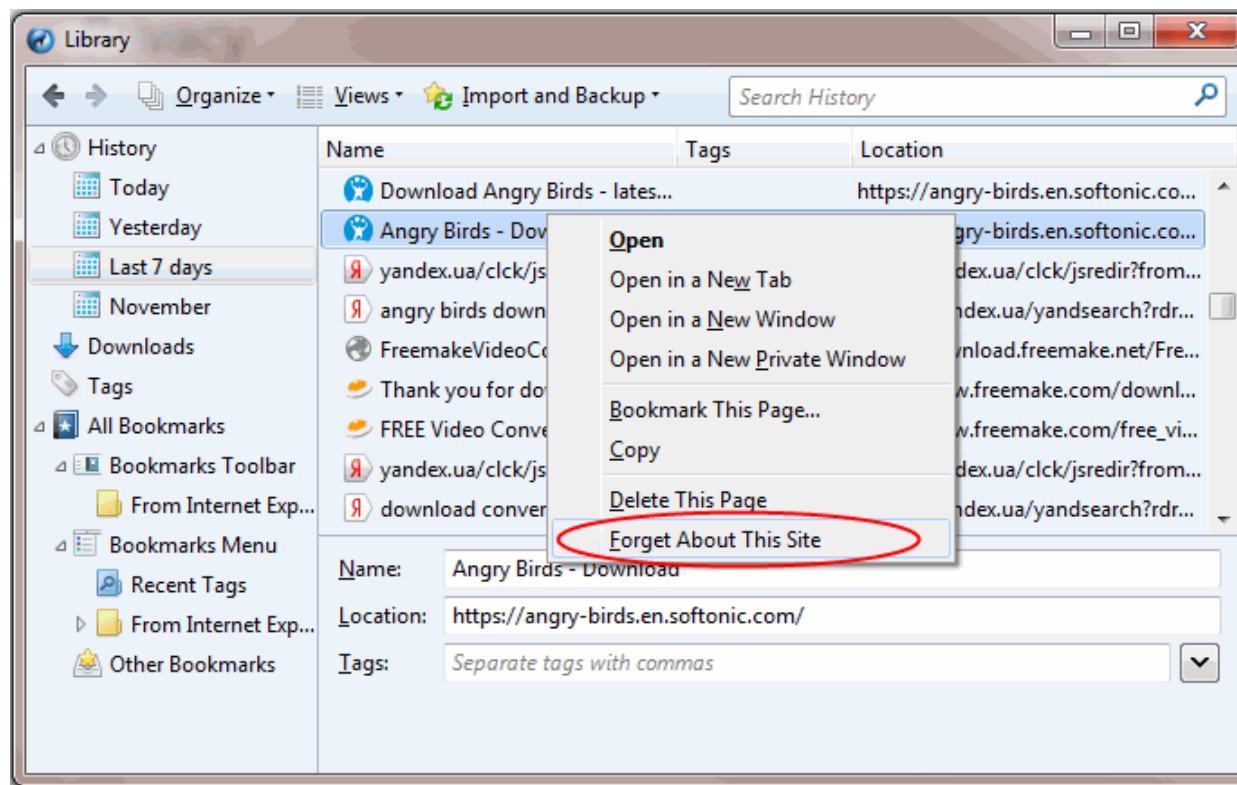 Library
Organize Views Import and Backup Search History
History
Today
Yesterday
Last 7 days
November
Downloads
Tags
All Bookmarks
Bookmarks Toolbar
From Internet Exp...
Bookmarks Menu
Recent Tags
From Internet Exp...
Other Bookmarks
Name Tags Location
Download Angry Birds - lates... https://angry-birds.en.softonic.co...
Angry Birds - Dow gry-birds.en.softonic.co...
yandex.ua/clck/js dex.ua/clck/jsredir?from...
angry birds down ndex.ua/yandsearch?rdr...
FreemakeVideoCo nload.freemake.net/Fre...
Thank you for do w.freemake.com/downl...
FREE Video Conve w.freemake.com/free_vi...
yandex.ua/clck/js dex.ua/clck/jsredir?from...
download conver ndex.ua/yandsearch?rdr...
Open
Open in a New Tab
Open in a New Window
Open in a New Private Window
Bookmark This Page...
Copy
Delete This Page
Forget About This Site
Name: Angry Birds - Download
Location: https://angry-birds.en.softonic.com/
Tags: Separate tags with commas